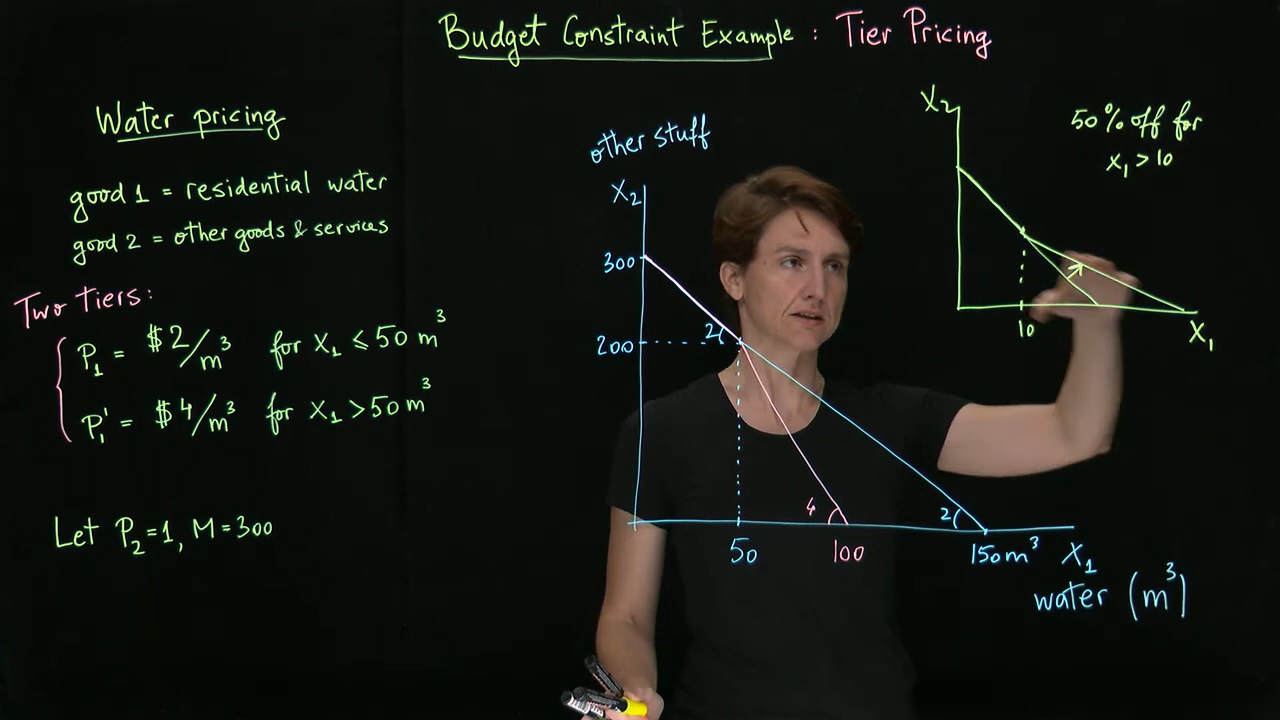 Budget Constraint Example : Tier Pricing
Water pricing
good 1 = residential water
good 2 = other goods & services
Two tiers:
P₁ = $2/m³ for X₁ ≤ 50 m³
P₁' = $4/m³ for X₁ > 50 m³
Let P₂=1, M=300
other stuff
X₂
300
200
2
4
2
50
100
150m³
X₁
water (m³)
X₂
50% off for
X₁ > 10
10
X₁